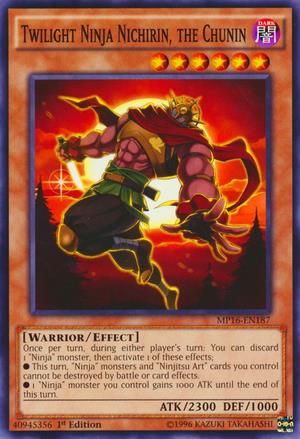 TWILIGHT NINJA NICHIRIN, THE CHUNIN
DARK
闇
MP16-EN187
[WARRIOR/EFFECT]
Once per turn, during either player's turn: You can discard
1 "Ninja" monster, then activate 1 of these effects;
●This turn, "Ninja" monsters and "Ninjitsu Art" cards you control
cannot be destroyed by battle or card effects.
●1 "Ninja" monster you control gains 1000 ATK until the end of
this turn.
ATK/2300 DEF/1000
40945356 1st Edition ©1996 KAZUKI TAKAHASHI